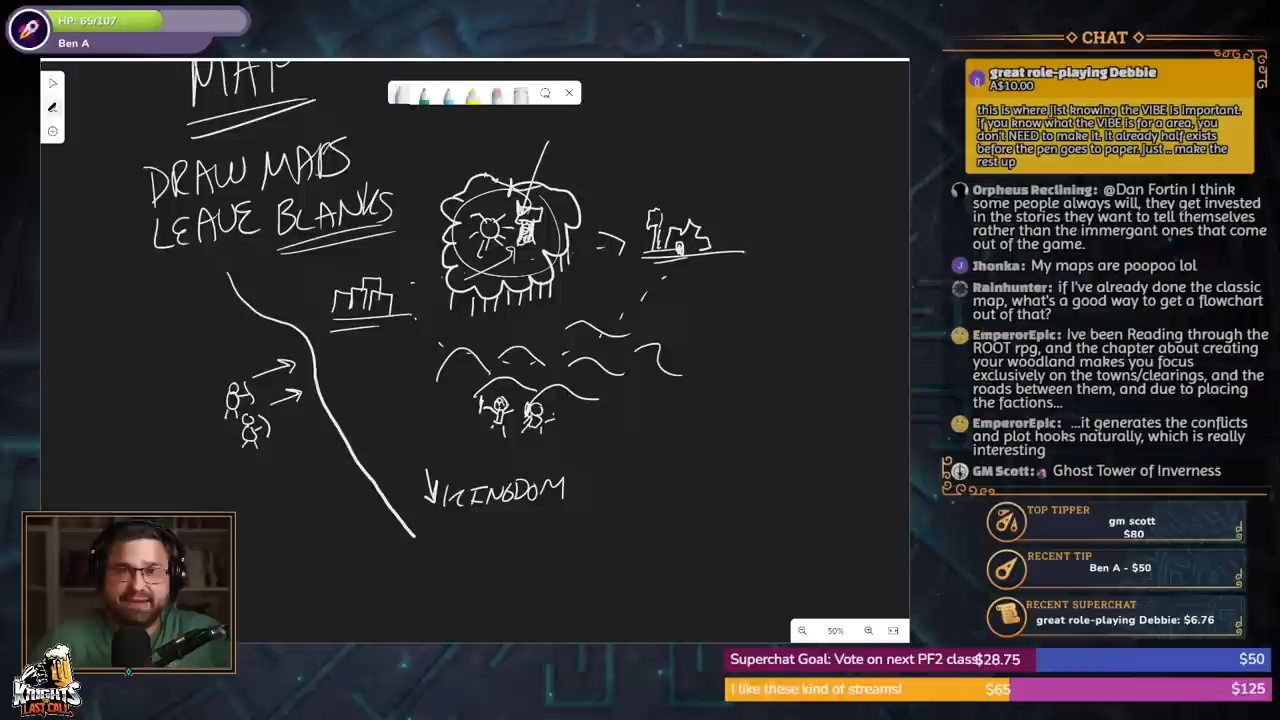 HP: 65/107
Ben A
MAP
DRAW MAPS
LEAVE BLANKS
KINGDOM
50%
KNIGHTS
LAST CALL
CHAT
great role-playing Debbie
A$10.00
this is where jist knowing the VIBE is important.
if you know what the VIBE is for a area, you
don't NEED to make it. It already half exists
before the pen goes to paper. just .. make the
rest up
Orpheus Reclining: @Dan Fortin I think
some people always will, they get invested
in the stories they want to tell themselves
rather than the immergant ones that come
out of the game.
Jhonka: My maps are poopoo lol
Rainhunter: if I've already done the classic
map, what's a good way to get a flowchart
out of that?
EmperorEpic: Ive been Reading through the
ROOT rpg, and the chapter about creating
your woodland makes you focus
exclusively on the towns/clearings, and the
roads between them, and due to placing
the factions...
EmperorEpic: ...it generates the conflicts
and plot hooks naturally, which is really
interesting
GM Scott: Ghost Tower of Inverness
TOP TIPPER
gm scott
$80
RECENT TIP
Ben A - $50
RECENT SUPERCHAT
great role-playing Debbie: $6.76
Superchat Goal: Vote on next PF2 class $28.75 $50
I like these kind of streams! $65 $125